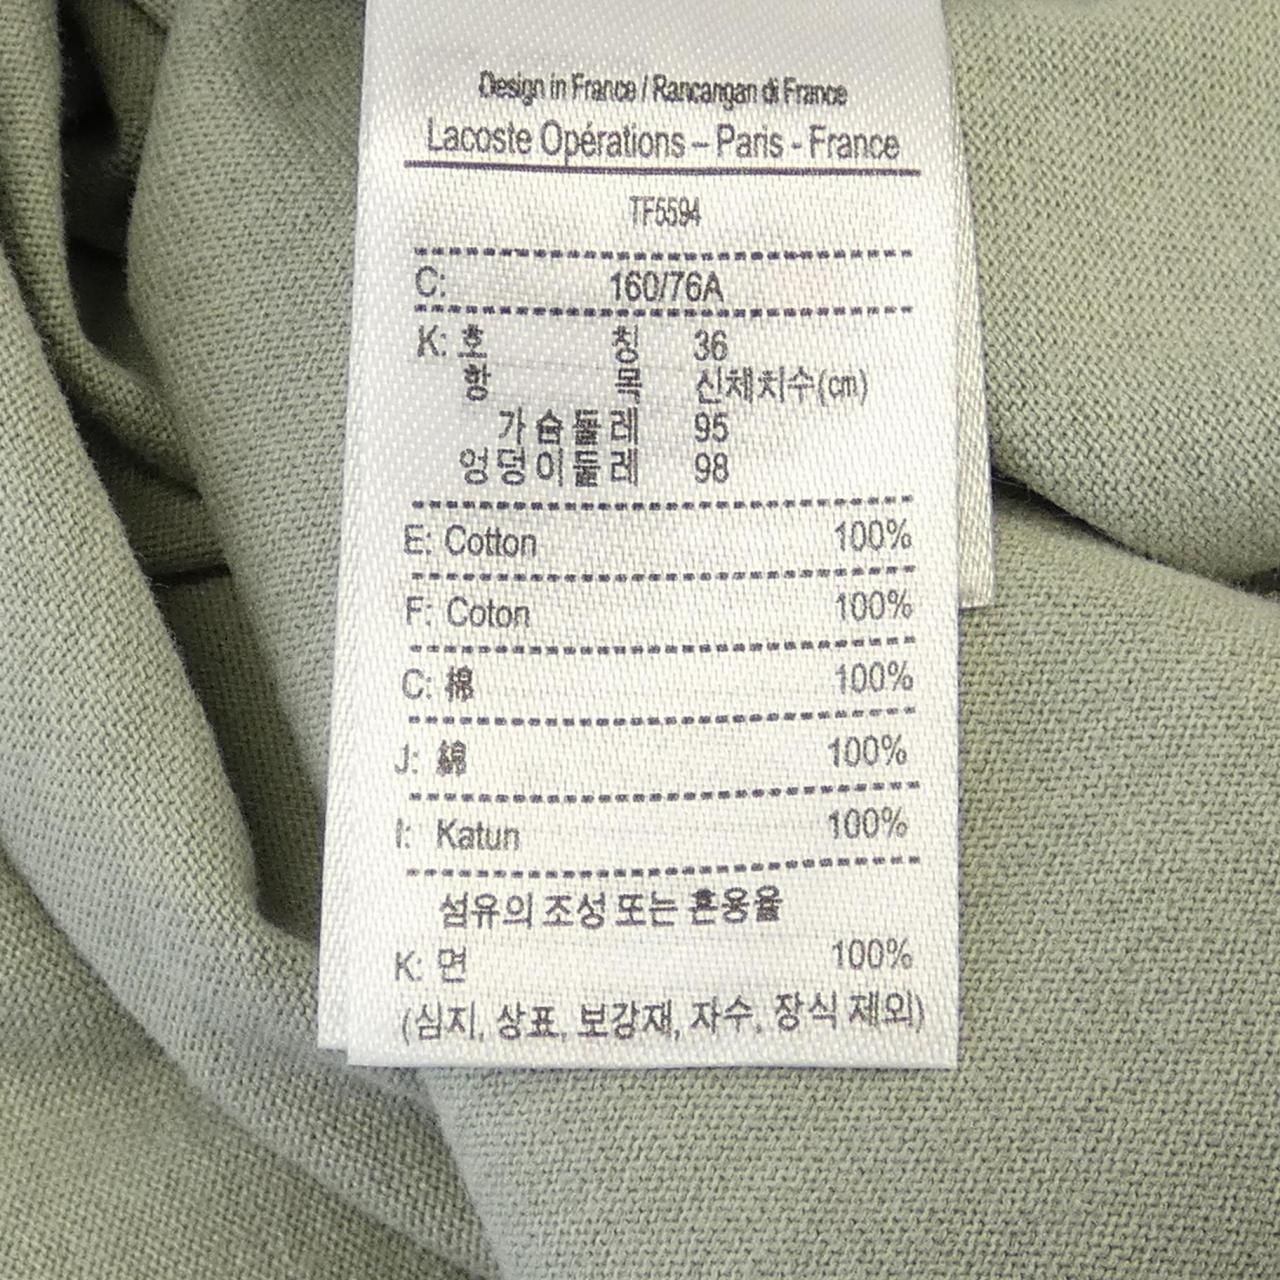 Design in France / Rancangan di France
Lacoste Opérations – Paris - France
TF5594
C: 160/76A
K: 호 칭 36
항 목 신체치수(cm)
가슴둘레 95
엉덩이둘레 98
E: Cotton 100%
F: Coton 100%
C: 棉 100%
J: 綿 100%
I: Katun 100%
섬유의 조성 또는 혼용율
K: 면 100%
(심지, 상표, 보강재, 자수, 장식 제외)